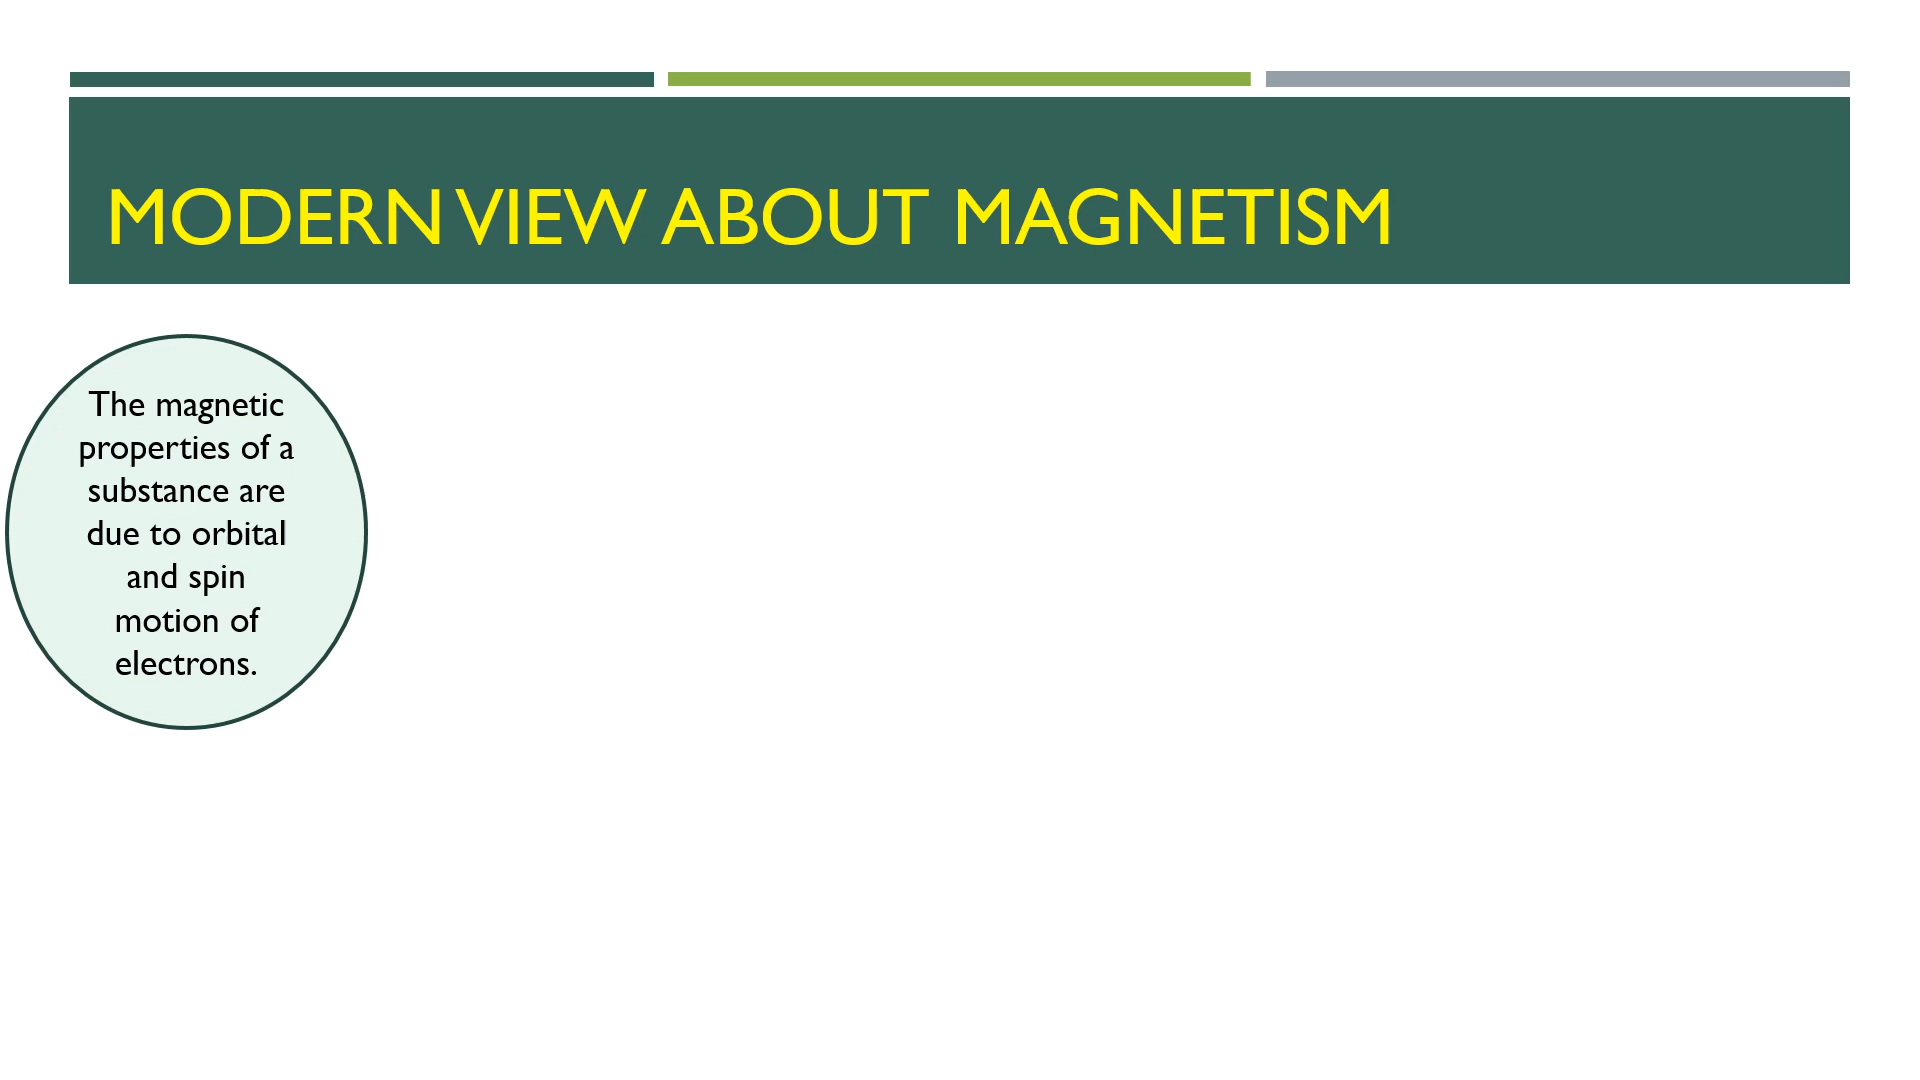 MODERN VIEW ABOUT MAGNETISM
The magnetic
properties of a
substance are
due to orbital
and spin
motion of
electrons.